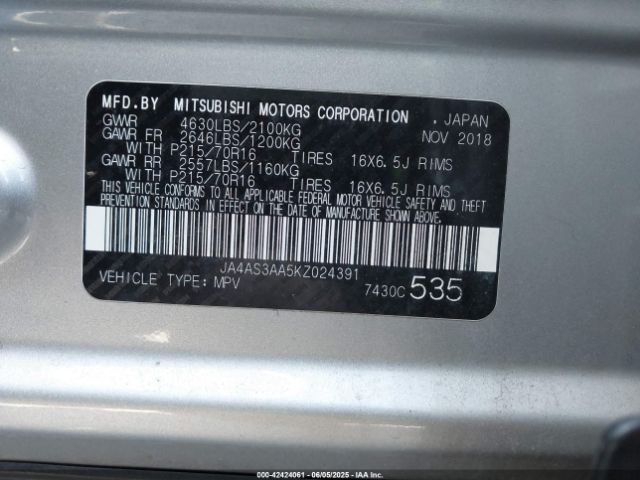 MFD.BY MITSUBISHI MOTORS CORPORATION . JAPAN
GWWR 4630LBS/2100KG NOV 2018
GAWR FR 2646LBS/1200KG
WITH P215/70R16 TIRES 16X6.5J RIMS
GAWR RR 2557LBS/1160KG
WITH P215/70R16 TIRES 16X6.5J RIMS
THIS VEHICLE CONFORMS TO ALL APPLICABLE FEDERAL MOTOR VEHICLE SAFETY AND THEFT
PREVENTION STANDARDS IN EFFECT ON THE DATE OF MANUFACTURE SHOWN ABOVE.
JA4AS3AA5KZ024391
VEHICLE TYPE: MPV 7430C 535
000-42424061 - 06/05/2025 - IAAI.com